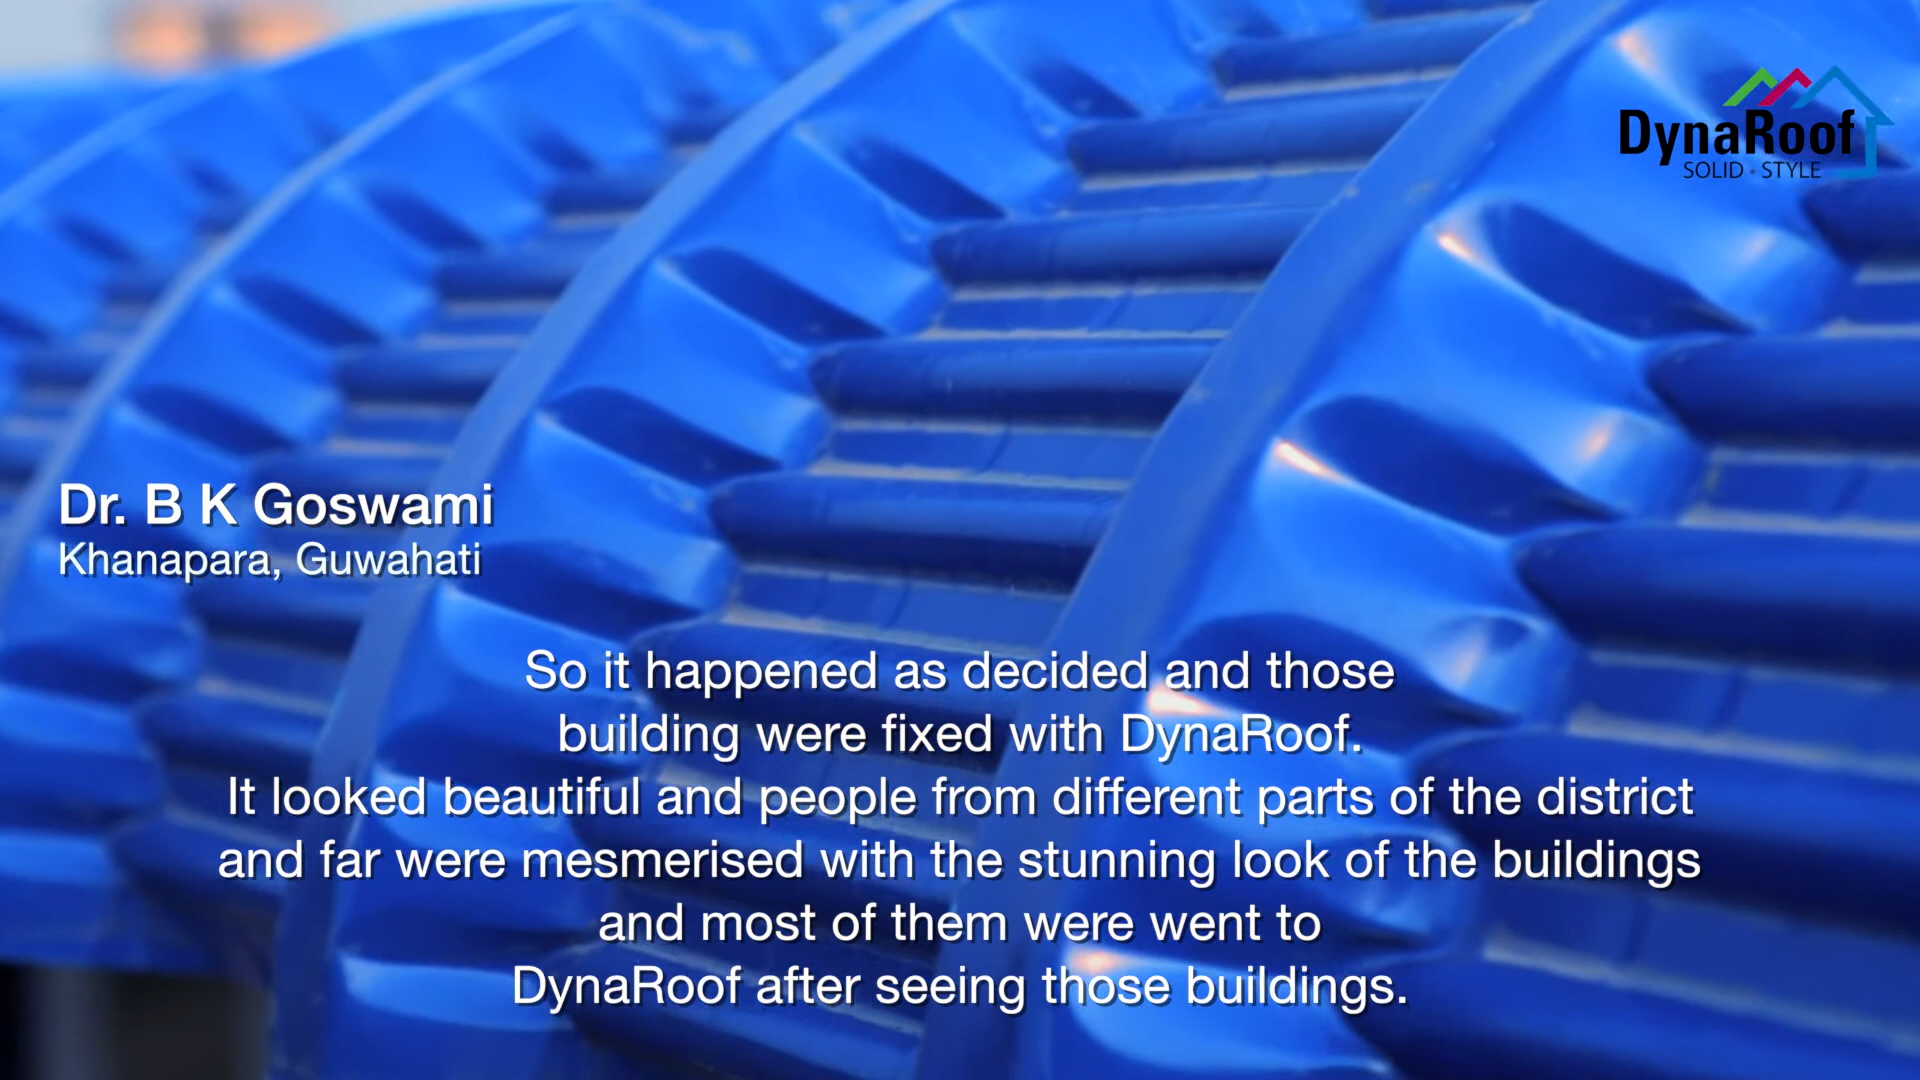 DynaRoof
SOLID • STYLE
Dr. B K Goswami
Khanapara, Guwahati
So it happened as decided and those
building were fixed with DynaRoof.
It looked beautiful and people from different parts of the district
and far were mesmerised with the stunning look of the buildings
and most of them were went to
DynaRoof after seeing those buildings.